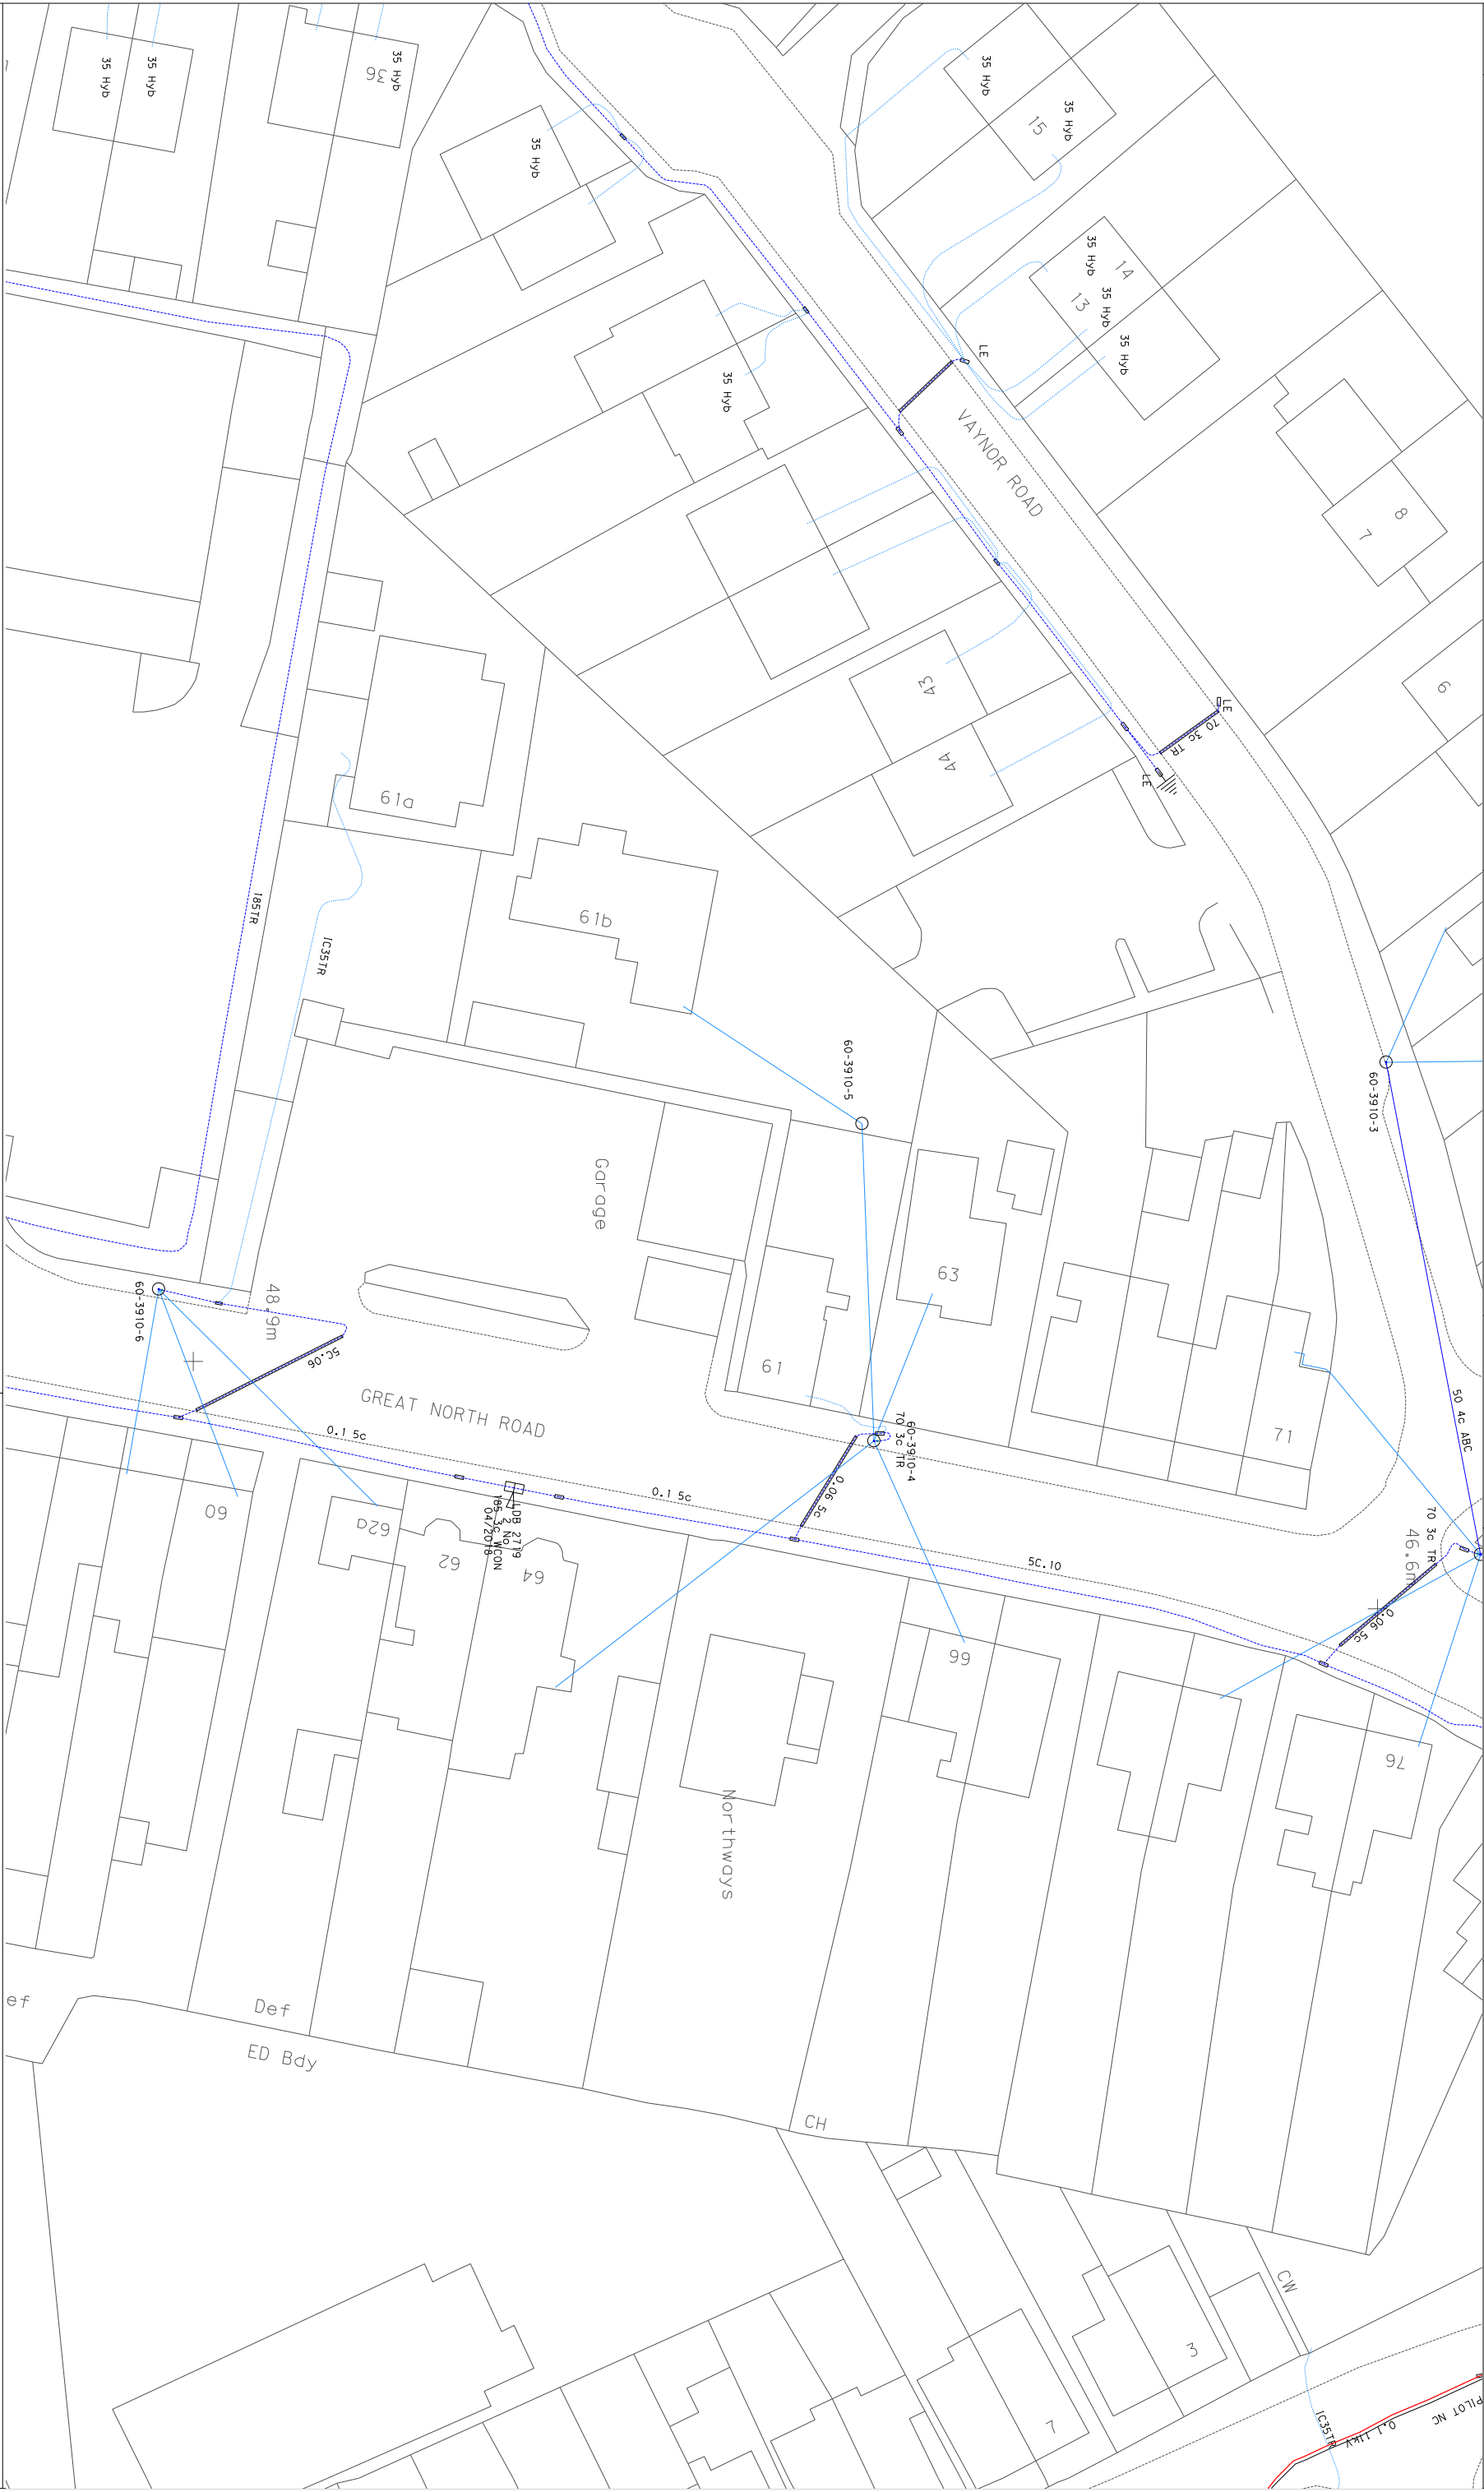 35 Hyb
35 Hyb
36
35 Hyb
35 Hyb
35 Hyb
35 Hyb
15
35 Hyb
14
13
35 Hyb
35 Hyb
LE
35 Hyb
VAYNOR ROAD
8
7
6
43
44
LE
70 3c TR
LE
61a
61b
185TR
IC35TR
60-3910-5
60-3910-3
Garage
63
61
60-3910-6
48.9m
5C.06
GREAT NORTH ROAD
0.1 5c
60-3910-4
70 3c TR
0.06 5c
0.1 5c
71
50 4c ABC
70 3c TR
46.6m
0.06 5c
5C.10
60
62a
62
64
LDB 2719
2 No
185 3c WCON
04/2018
66
76
Northways
ef
Def
ED Bdy
CH
CW
3
7
IC35TR
0.1 11kV
PILOT NC